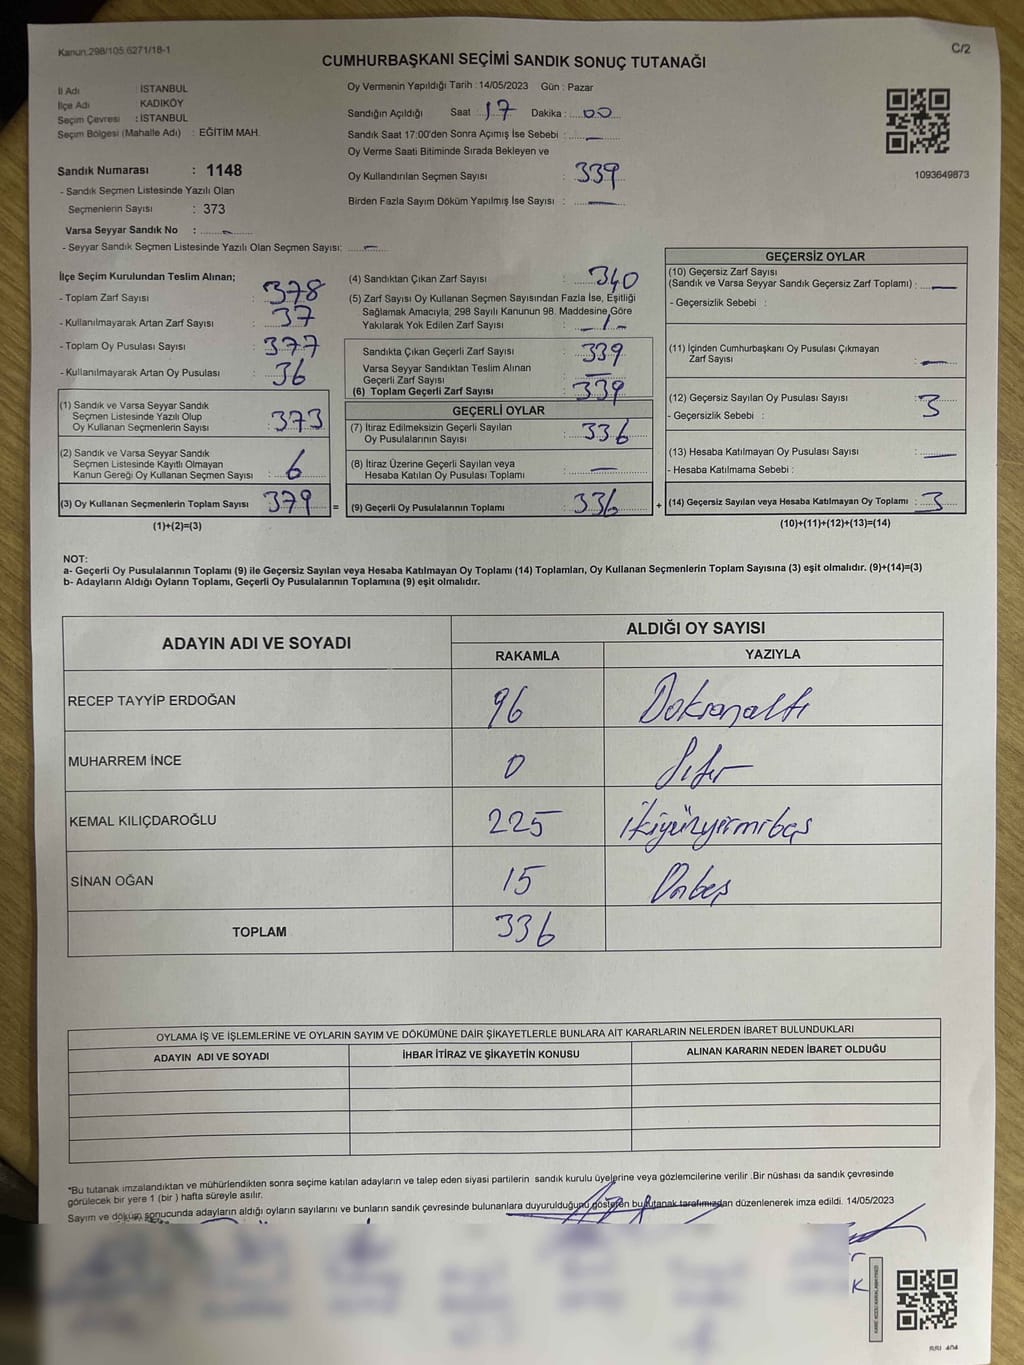 Kanun:298/105.6271/18-1
C/2
CUMHURBAŞKANI SEÇİMİ SANDIK SONUÇ TUTANAĞI
İl Adı : İSTANBUL
İlçe Adı KADIKÖY
Seçim Çevresi : İSTANBUL
Seçim Bölgesi (Mahalle Adı) : EĞİTİM MAH.
Oy Vermenin Yapıldığı Tarih : 14/05/2023 Gün : Pazar
Sandığın Açıldığı Saat : 17 Dakika : 00
Sandık Saat 17:00'den Sonra Açımış İse Sebebi : —
Oy Verme Saati Bitiminde Sırada Bekleyen ve
Oy Kullandırılan Seçmen Sayısı : 339
Birden Fazla Sayım Döküm Yapılmış İse Sayısı : —
1093649873
Sandık Numarası : 1148
- Sandık Seçmen Listesinde Yazılı Olan
Seçmenlerin Sayısı : 373
Varsa Seyyar Sandık No : —
- Seyyar Sandık Seçmen Listesinde Yazılı Olan Seçmen Sayısı: —
İlçe Seçim Kurulundan Teslim Alınan;
- Toplam Zarf Sayısı : 378
- Kullanılmayarak Artan Zarf Sayısı : 37
- Toplam Oy Pusulası Sayısı : 377
- Kullanılmayarak Artan Oy Pusulası : 36
(1) Sandık ve Varsa Seyyar Sandık
Seçmen Listesinde Yazılı Olup
Oy Kullanan Seçmenlerin Sayısı : 373
(2) Sandık ve Varsa Seyyar Sandık
Seçmen Listesinde Kayıtlı Olmayan
Kanun Gereği Oy Kullanan Seçmen Sayısı : 6
(3) Oy Kullanan Seçmenlerin Toplam Sayısı : 379 =
(1)+(2)=(3)
(4) Sandıktan Çıkan Zarf Sayısı : 340
(5) Zarf Sayısı Oy Kullanan Seçmen Sayısından Fazla İse, Eşitliği
Sağlamak Amacıyla, 298 Sayılı Kanunun 98. Maddesine Göre
Yakılarak Yok Edilen Zarf Sayısı : -1-
Sandıkta Çıkan Geçerli Zarf Sayısı : 339
Varsa Seyyar Sandıktan Teslim Alınan
Geçerli Zarf Sayısı : —
(6) Toplam Geçerli Zarf Sayısı : 339
GEÇERLİ OYLAR
(7) İtiraz Edilmeksizin Geçerli Sayılan
Oy Pusulalarının Sayısı : 336
(8) İtiraz Üzerine Geçerli Sayılan veya
Hesaba Katılan Oy Pusulası Toplamı : —
(9) Geçerli Oy Pusulalarının Toplamı : 336 +
GEÇERSİZ OYLAR
(10) Geçersiz Zarf Sayısı
(Sandık ve Varsa Seyyar Sandık Geçersiz Zarf Toplamı) : —
- Geçersizlik Sebebi :
(11) İçinden Cumhurbaşkanı Oy Pusulası Çıkmayan
Zarf Sayısı : —
(12) Geçersiz Sayılan Oy Pusulası Sayısı : 3
- Geçersizlik Sebebi :
(13) Hesaba Katılmayan Oy Pusulası Sayısı : —
- Hesaba Katılmama Sebebi :
(14) Geçersiz Sayılan veya Hesaba Katılmayan Oy Toplamı : 3
(10)+(11)+(12)+(13)=(14)
NOT:
a- Geçerli Oy Pusulalarının Toplamı (9) ile Geçersiz Sayılan veya Hesaba Katılmayan Oy Toplamı (14) Toplamları, Oy Kullanan Seçmenlerin Toplam Sayısına (3) eşit olmalıdır. (9)+(14)=(3)
b- Adayların Aldığı Oyların Toplamı, Geçerli Oy Pusulalarının Toplamına (9) eşit olmalıdır.
ADAYIN ADI VE SOYADI
ALDIĞI OY SAYISI
RAKAMLA YAZIYLA
RECEP TAYYİP ERDOĞAN 96 Doksanaltı
MUHARREM İNCE 0 Sıfır
KEMAL KILIÇDAROĞLU 225 ikiyüzyirmibeş
SİNAN OĞAN 15 Onbeş
TOPLAM 336
OYLAMA İŞ VE İŞLEMLERİNE VE OYLARIN SAYIM VE DÖKÜMÜNE DAİR ŞİKAYETLERLE BUNLARA AİT KARARLARIN NELERDEN İBARET BULUNDUKLARI
ADAYIN ADI VE SOYADI İHBAR İTİRAZ VE ŞİKAYETİN KONUSU ALINAN KARARIN NEDEN İBARET OLDUĞU
*Bu tutanak imzalandıktan ve mühürlendikten sonra seçime katılan adayların ve talep eden siyasi partilerin sandık kurulu üyelerine veya gözlemcilerine verilir .Bir nüshası da sandık çevresinde
görülecek bir yere 1 (bir ) hafta süreyle asılır.
Sayım ve döküm sonucunda adayların aldığı oyların sayılarını ve bunların sandık çevresinde bulunanlara duyurulduğunu gösteren bu tutanak tarafımızdan düzenlenerek imza edildi. 14/05/2023
K